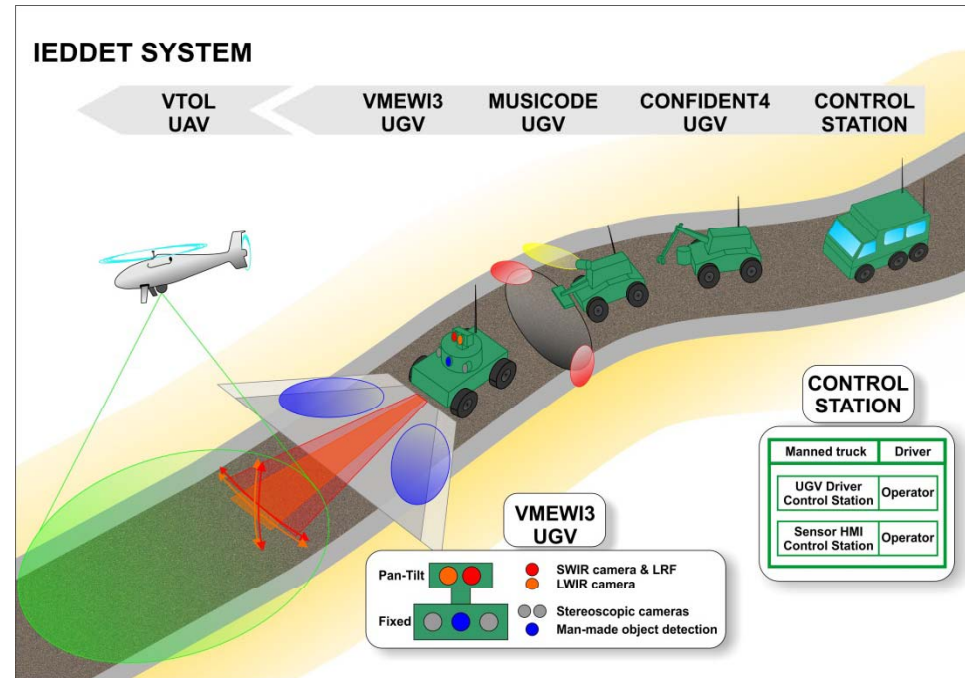 IEDDET SYSTEM
VTOL
UAV
VMEWI3
UGV
MUSICODE
UGV
CONFIDENT4
UGV
CONTROL
STATION
CONTROL
STATION
Manned truck
Driver
UGV Driver
Control Station
Operator
Sensor HMI
Control Station
Operator
VMEWI3
UGV
Pan-Tilt
SWIR camera & LRF
LWIR camera
Fixed
Stereoscopic cameras
Man-made object detection